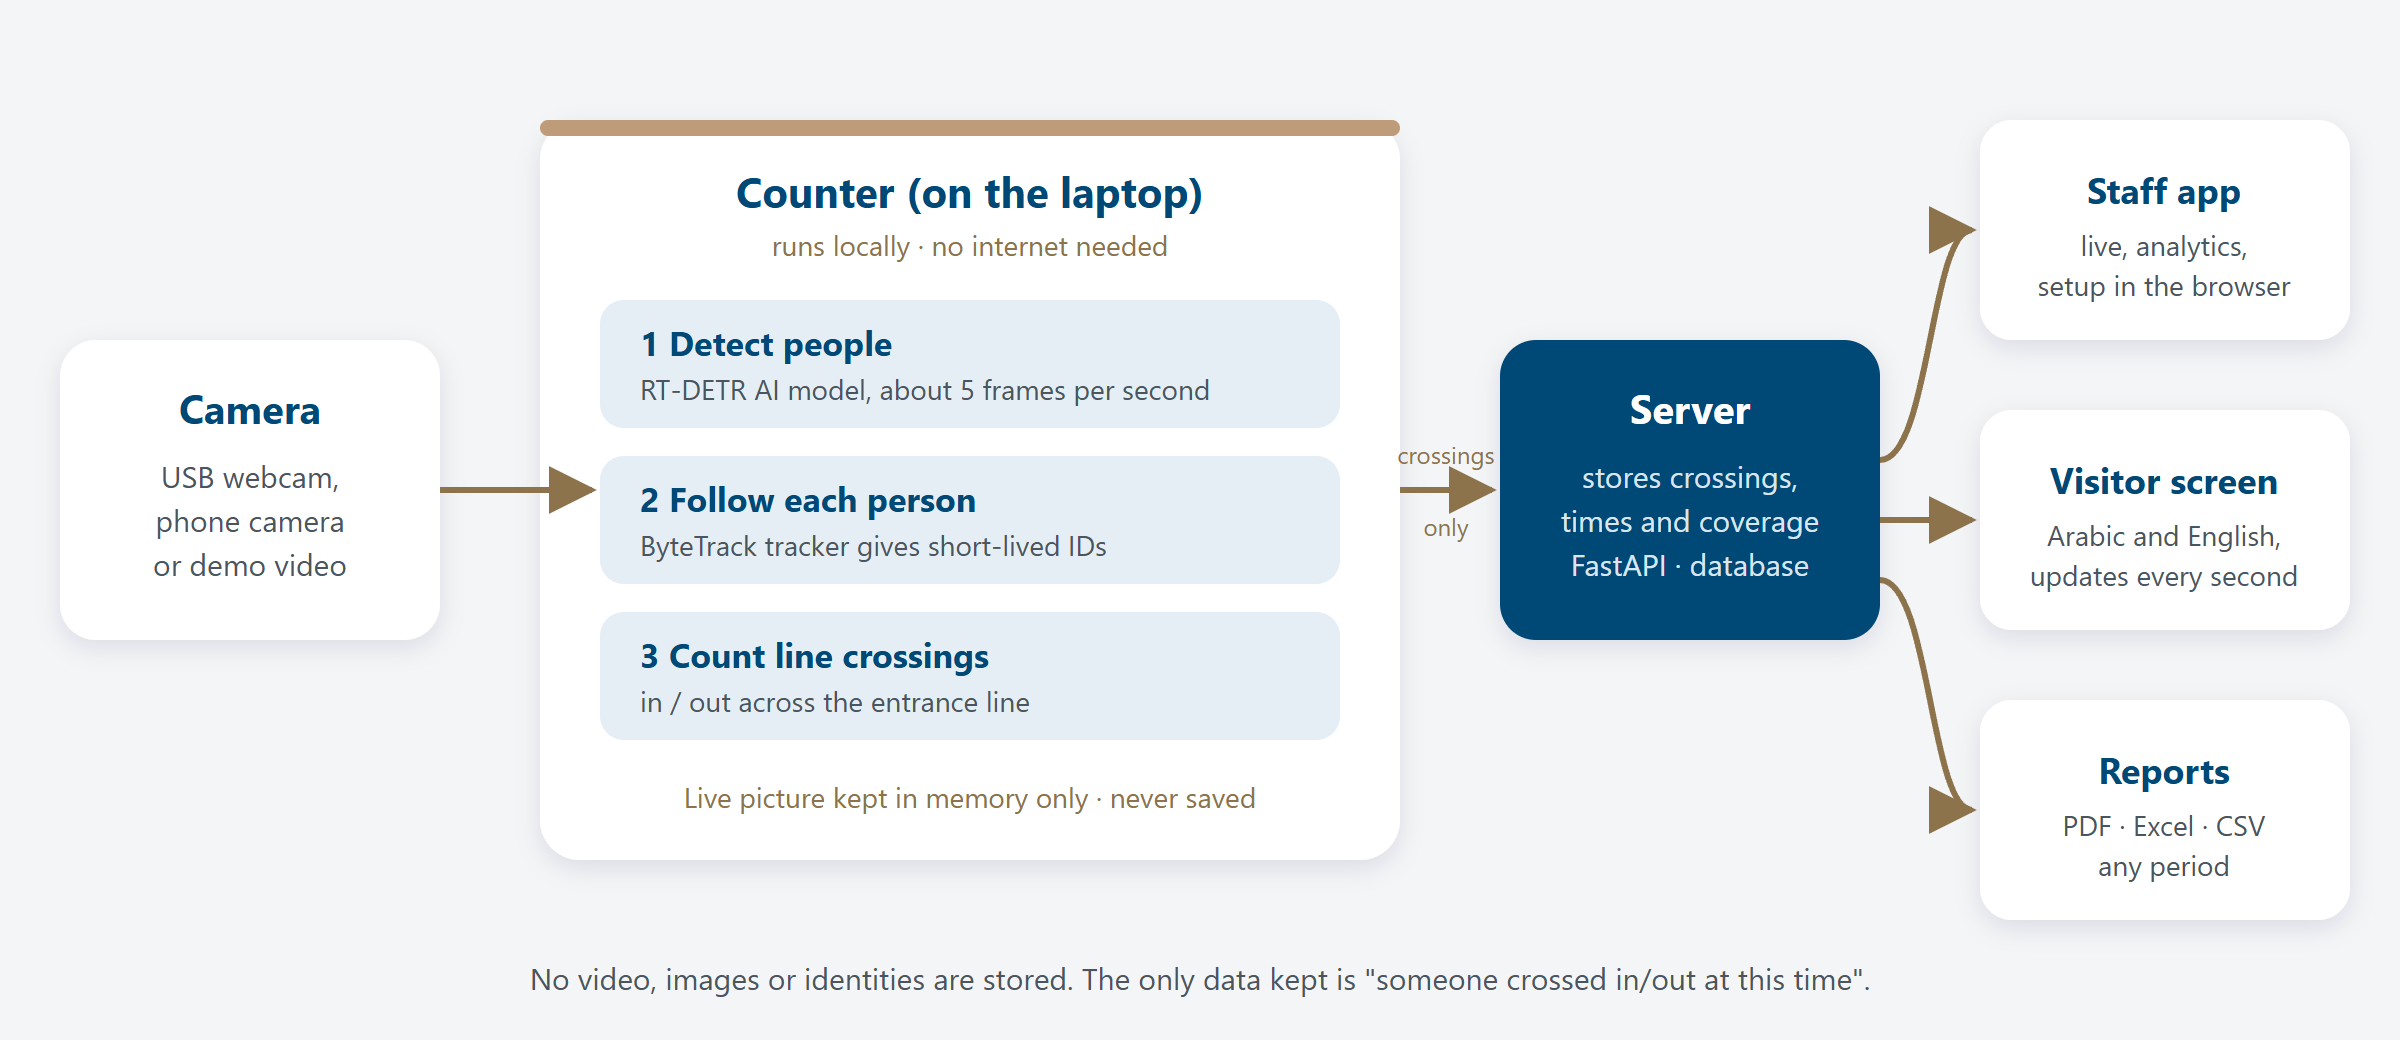 Camera
USB webcam,
phone camera
or demo video
Counter (on the laptop)
runs locally · no internet needed
1 Detect people
RT-DETR AI model, about 5 frames per second
2 Follow each person
ByteTrack tracker gives short-lived IDs
3 Count line crossings
in / out across the entrance line
Live picture kept in memory only · never saved
crossings
only
Server
stores crossings,
times and coverage
FastAPI · database
Staff app
live, analytics,
setup in the browser
Visitor screen
Arabic and English,
updates every second
Reports
PDF · Excel · CSV
any period
No video, images or identities are stored. The only data kept is "someone crossed in/out at this time".